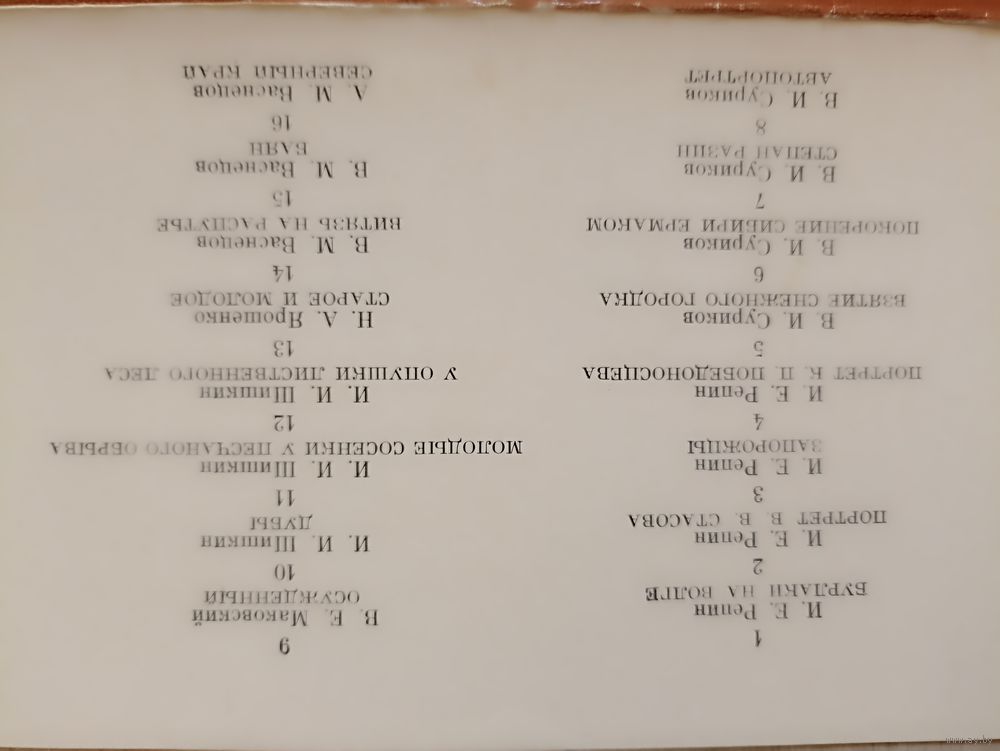 1
И. Е. Репин
БУРЛАКИ НА ВОЛГЕ
2
И. Е. Репин
ПОРТРЕТ В. В. СТАСОВА
3
И. Е. Репин
ЗАПОРОЖЦЫ
4
И. Е. Репин
ПОРТРЕТ К. П. ПОБЕДОНОСЦЕВА
5
В. И. Суриков
ВЗЯТИЕ СНЕЖНОГО ГОРОДКА
6
В. И. Суриков
ПОКОРЕНИЕ СИБИРИ ЕРМАКОМ
7
В. И. Суриков
СТЕПАН РАЗИН
8
В. И. Суриков
АВТОПОРТРЕТ
9
В. Е. Маковский
ОСУЖДЕННЫЙ
10
И. И. Шишкин
ДУБЫ
11
И. И. Шишкин
МОЛОДЫЕ СОСЕНКИ У ПЕСЧАНОГО ОБРЫВА
12
И. И. Шишкин
У ОПУШКИ ЛИСТВЕННОГО ЛЕСА
13
Н. А. Ярошенко
СТАРОЕ И МОЛОДОЕ
14
В. М. Васнецов
ВИТЯЗЬ НА РАСПУТЬЕ
15
В. М. Васнецов
БАЯН
16
А. М. Васнецов
СЕВЕРНЫЙ КРАЙ